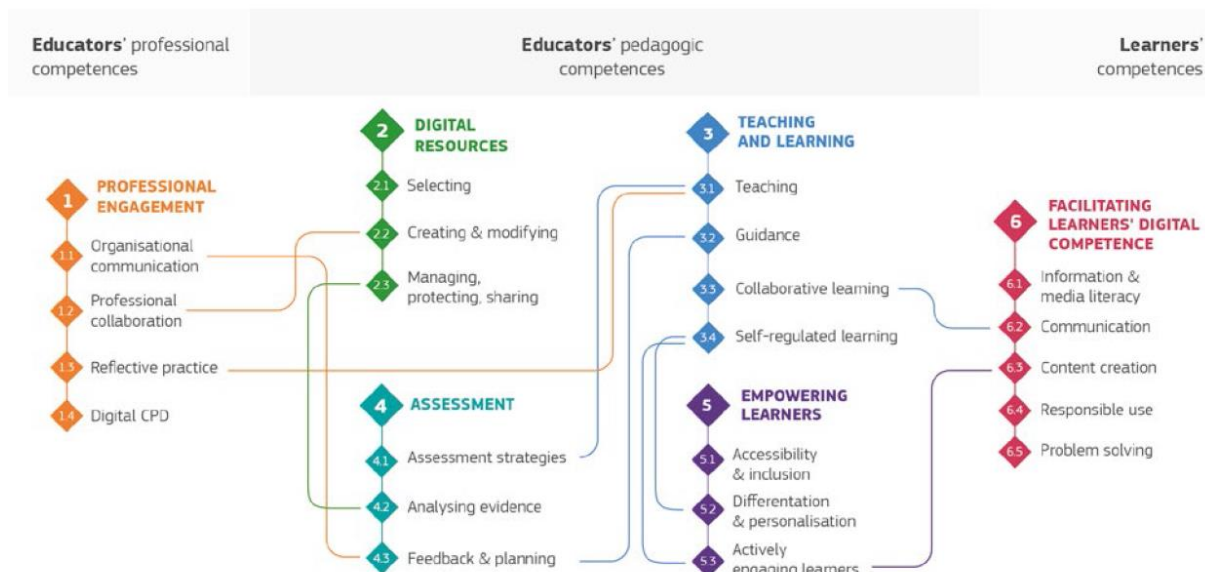 Educators' professional
competences
Educators' pedagogic
competences
Learners'
competences
1
PROFESSIONAL
ENGAGEMENT
1.1
Organisational
communication
1.2
Professional
collaboration
1.3
Reflective practice
1.4
Digital CPD
2
DIGITAL
RESOURCES
2.1
Selecting
2.2
Creating & modifying
2.3
Managing,
protecting, sharing
3
TEACHING
AND LEARNING
3.1
Teaching
3.2
Guidance
3.3
Collaborative learning
3.4
Self-regulated learning
4
ASSESSMENT
4.1
Assessment strategies
4.2
Analysing evidence
4.3
Feedback & planning
5
EMPOWERING
LEARNERS
5.1
Accessibility
& inclusion
5.2
Differentation
& personalisation
5.3
Actively
engaging learners
6
FACILITATING
LEARNERS' DIGITAL
COMPETENCE
6.1
Information &
media literacy
6.2
Communication
6.3
Content creation
6.4
Responsible use
6.5
Problem solving